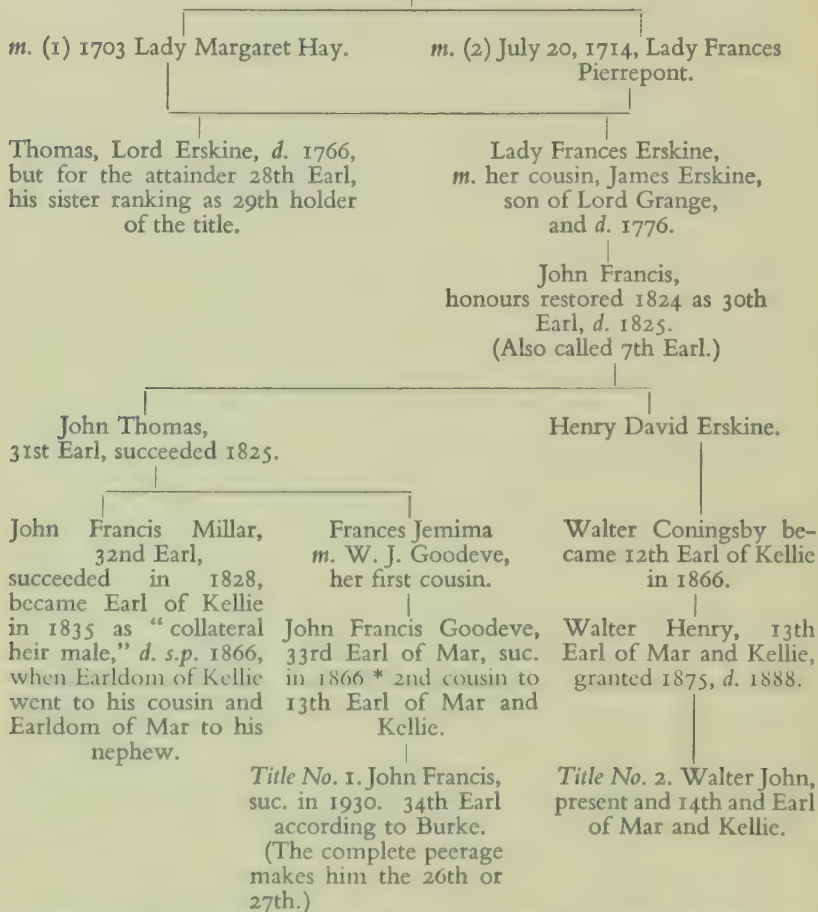 m. (1) 1703 Lady Margaret Hay.
m. (2) July 20, 1714, Lady Frances
Pierrepont.
Thomas, Lord Erskine, d. 1766,
but for the attainder 28th Earl,
his sister ranking as 29th holder
of the title.
Lady Frances Erskine,
m. her cousin, James Erskine,
son of Lord Grange,
and d. 1776.
John Francis,
honours restored 1824 as 30th
Earl, d. 1825.
(Also called 7th Earl.)
John Thomas,
31st Earl, succeeded 1825.
Henry David Erskine.
John Francis Millar,
32nd Earl,
succeeded in 1828,
became Earl of Kellie
in 1835 as “ collateral
heir male,” d. s.p. 1866,
when Earldom of Kellie
went to his cousin and
Earldom of Mar to his
nephew.
Frances Jemima
m. W. J. Goodeve,
her first cousin.
John Francis Goodeve,
33rd Earl of Mar, suc.
in 1866 * 2nd cousin to
13th Earl of Mar and
Kellie.
Title No. 1. John Francis,
suc. in 1930. 34th Earl
according to Burke.
(The complete peerage
makes him the 26th or
27th.)
Walter Coningsby be-
came 12th Earl of Kellie
in 1866.
Walter Henry, 13th
Earl of Mar and Kellie,
granted 1875, d. 1888.
Title No. 2. Walter John,
present and 14th and Earl
of Mar and Kellie.